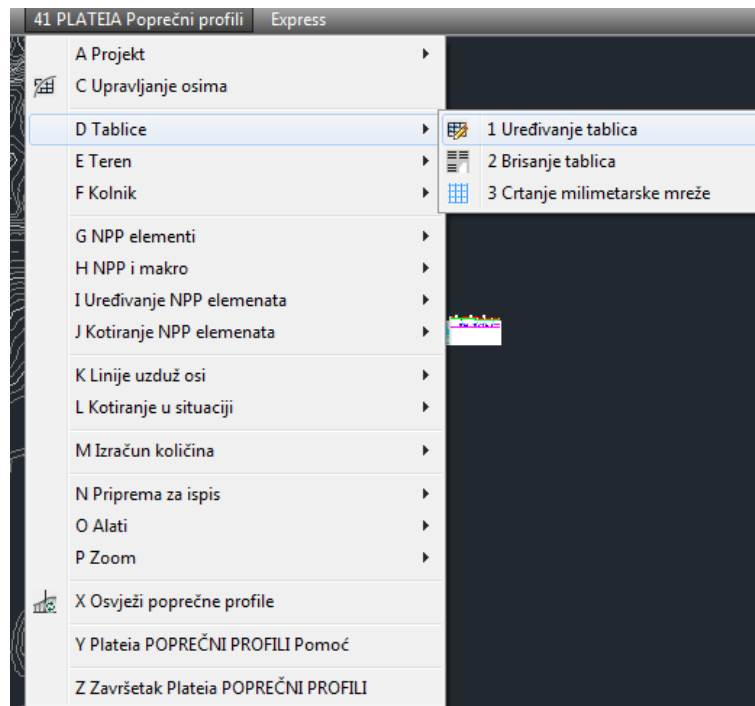 41 PLATEIA Poprečni profili Express
A Projekt
C Upravljanje osima
D Tablice
1 Uređivanje tablica
2 Brisanje tablica
3 Crtanje milimetarske mreže
E Teren
F Kolnik
G NPP elementi
H NPP i makro
I Uređivanje NPP elemenata
J Kotiranje NPP elemenata
K Linije uzduž osi
L Kotiranje u situaciji
M Izračun količina
N Priprema za ispis
O Alati
P Zoom
X Osvježi poprečne profile
Y Plateia POPREČNI PROFILI Pomoć
Z Završetak Plateia POPREČNI PROFILI